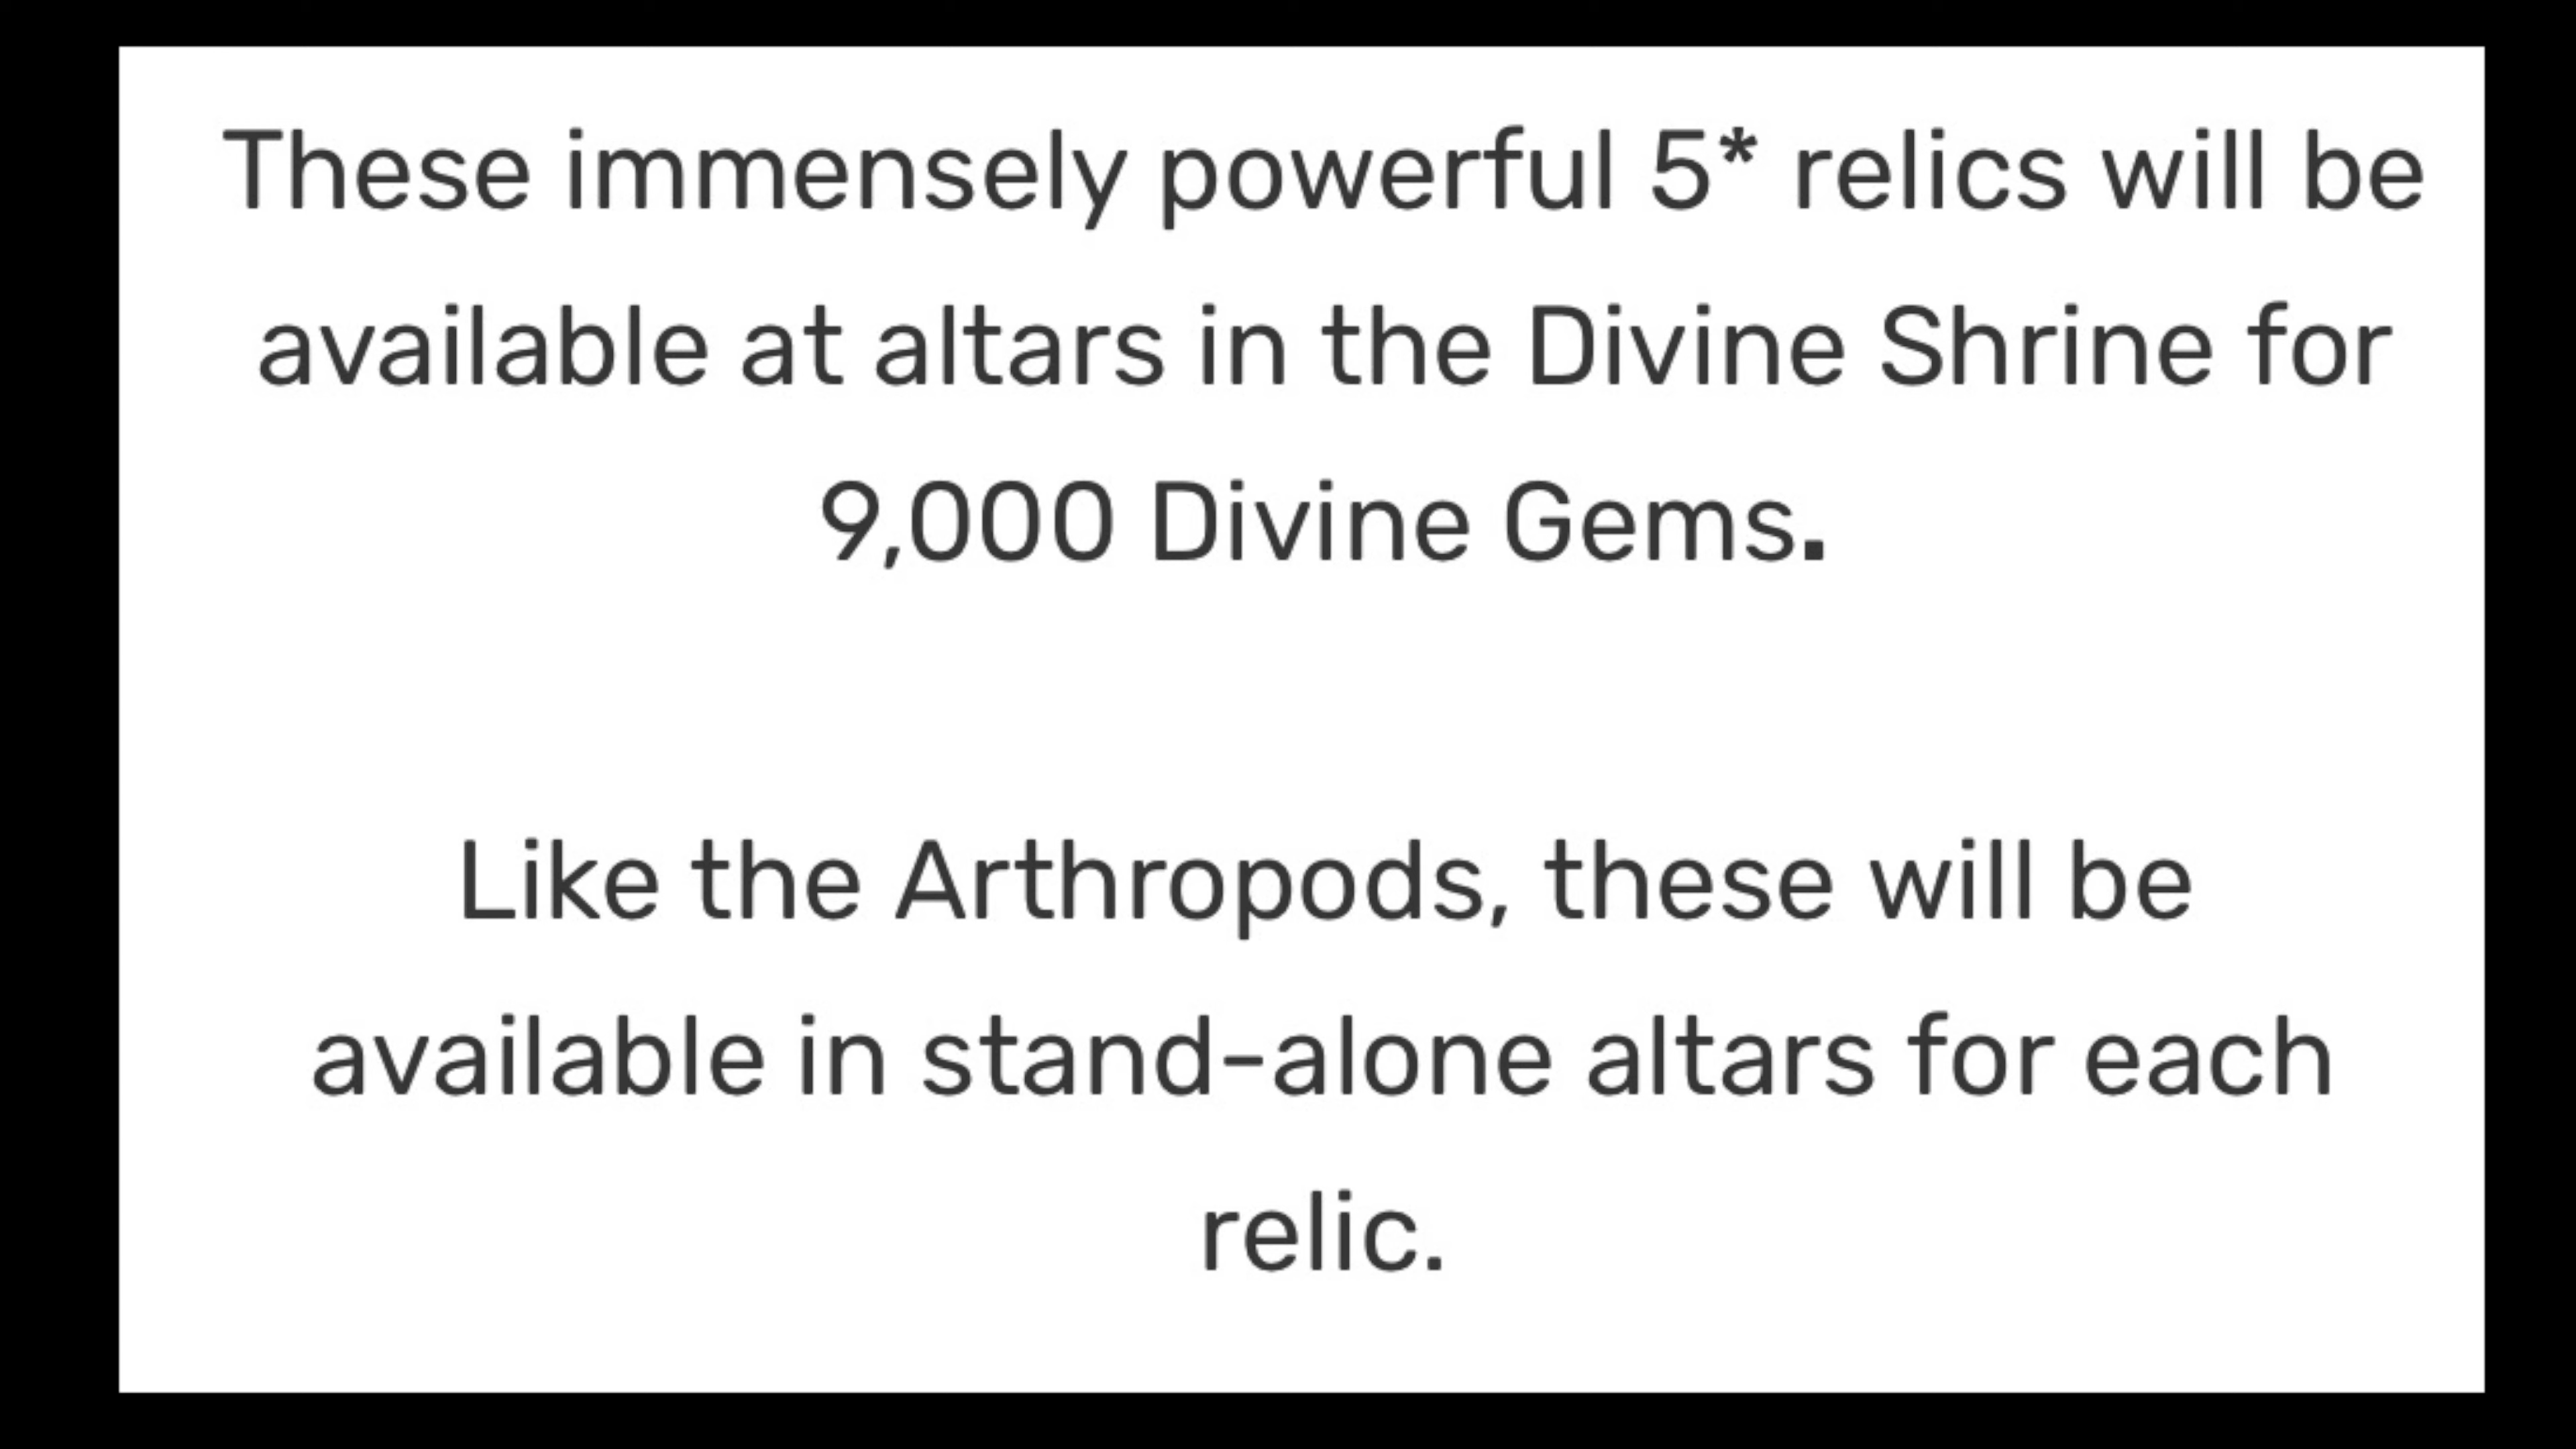 These immensely powerful 5* relics will be
available at altars in the Divine Shrine for
9,000 Divine Gems.
Like the Arthropods, these will be
available in stand-alone altars for each
relic.